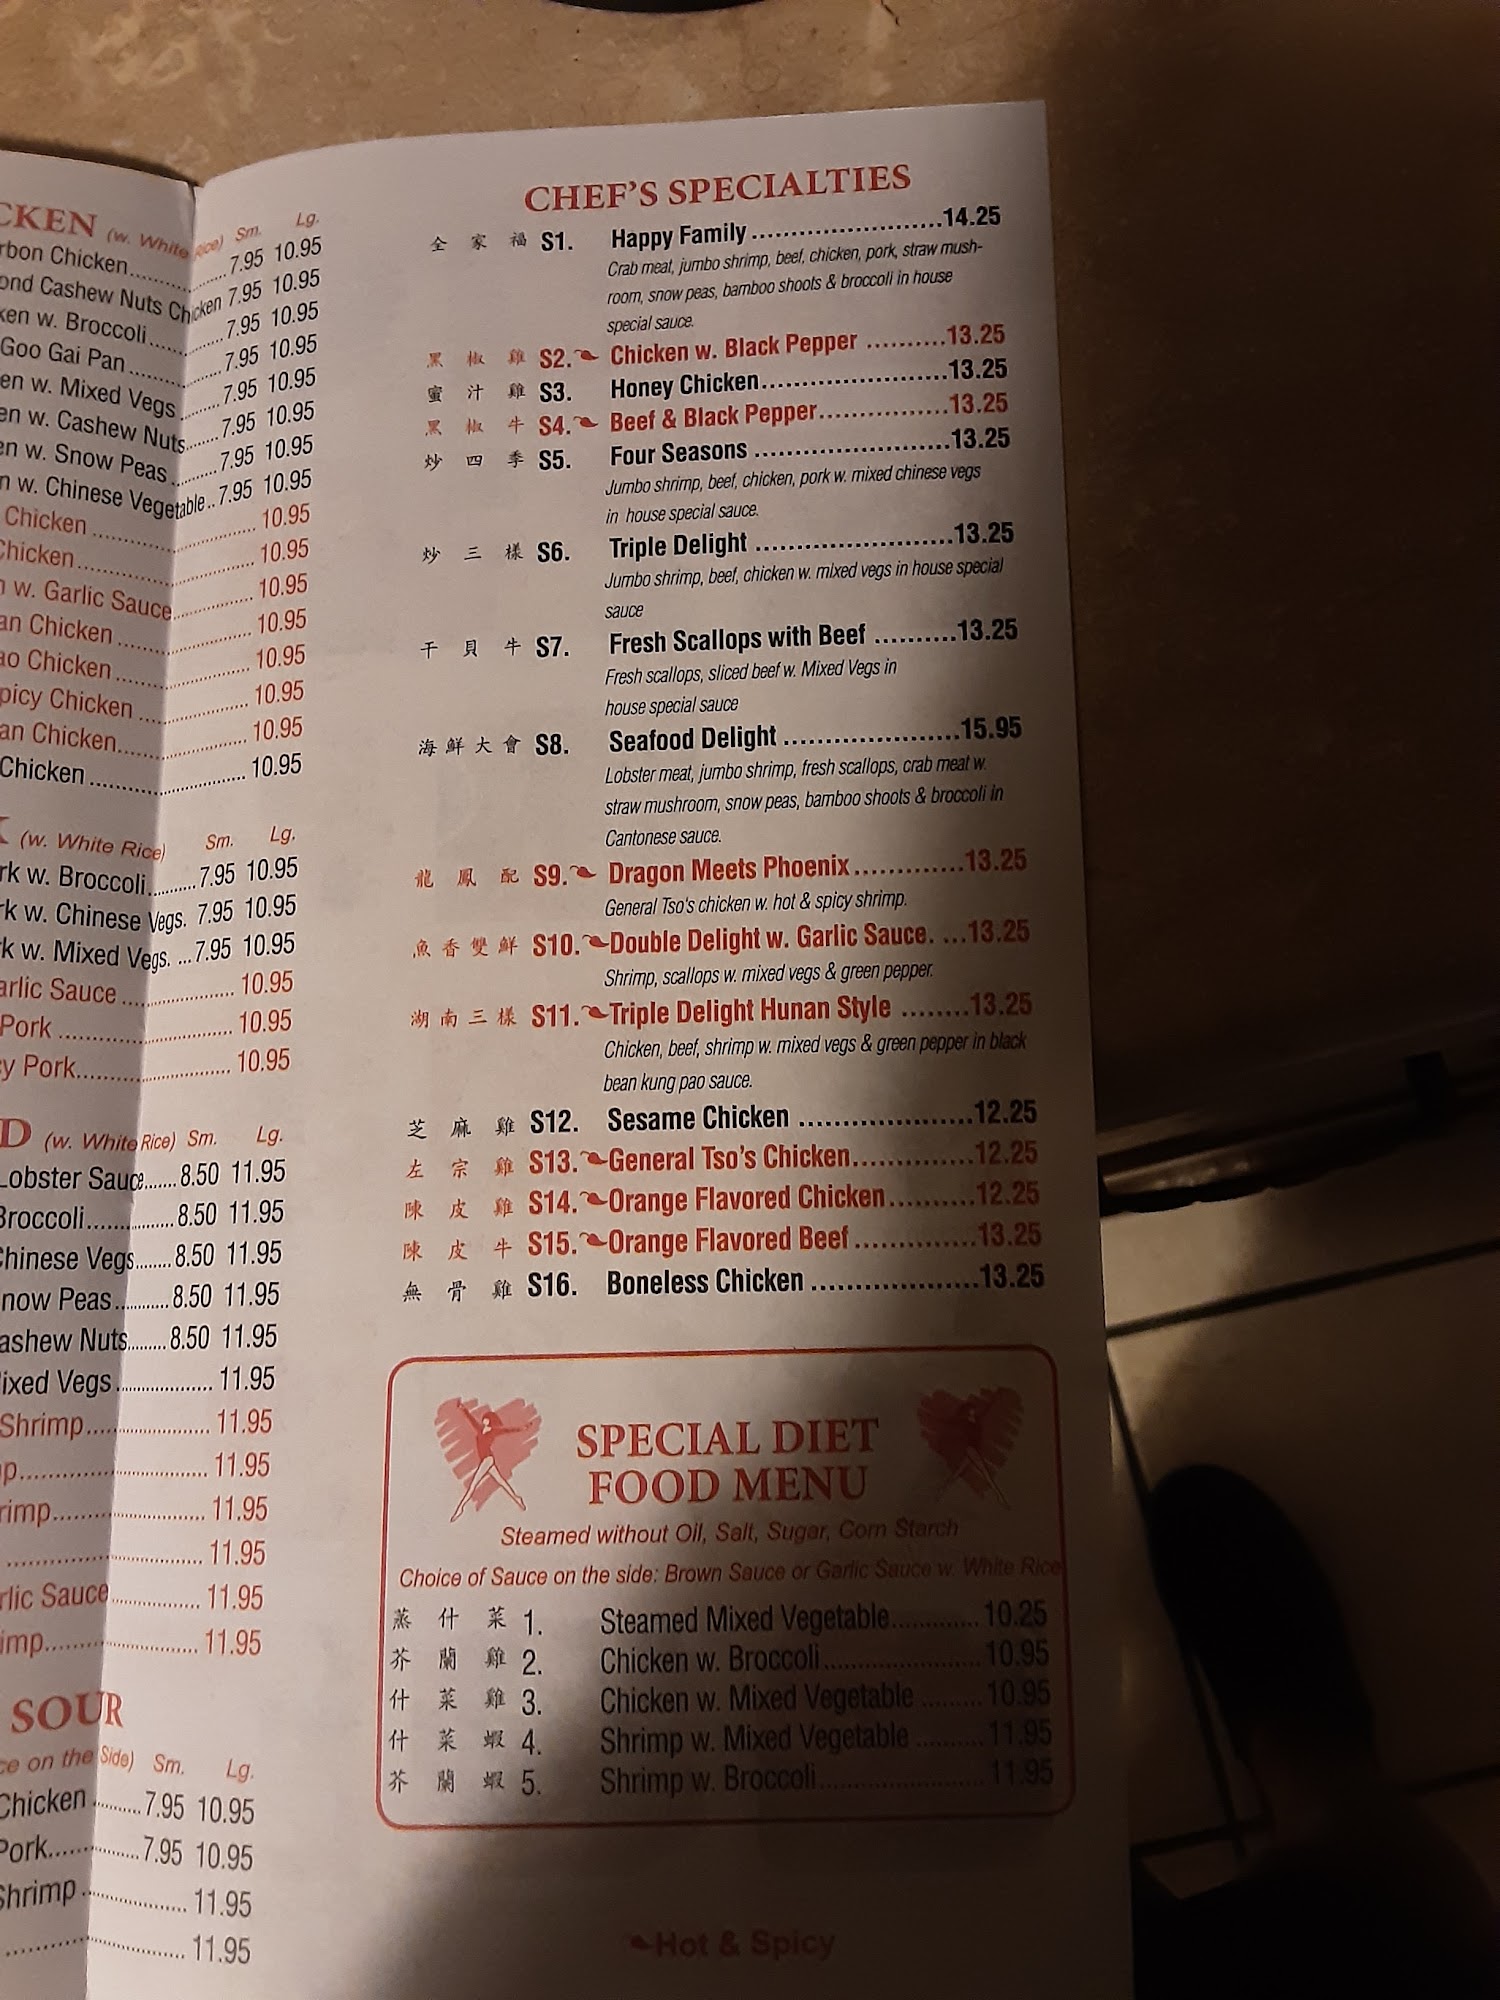 CKEN (w. White Rice) Sm. Lg.
rbon Chicken 7.95 10.95
ond Cashew Nuts Chicken 7.95 10.95
ken w. Broccoli 7.95 10.95
Goo Gai Pan 7.95 10.95
en w. Mixed Vegs 7.95 10.95
en w. Cashew Nuts 7.95 10.95
en w. Snow Peas 7.95 10.95
n w. Chinese Vegetable 7.95 10.95
Chicken 10.95
Chicken 10.95
n w. Garlic Sauce 10.95
an Chicken 10.95
ao Chicken 10.95
picy Chicken 10.95
an Chicken 10.95
Chicken 10.95
K (w. White Rice) Sm. Lg.
rk w. Broccoli 7.95 10.95
rk w. Chinese Vegs. 7.95 10.95
k w. Mixed Vegs. 7.95 10.95
arlic Sauce 10.95
Pork 10.95
cy Pork 10.95
D (w. White Rice) Sm. Lg.
Lobster Sauce 8.50 11.95
Broccoli 8.50 11.95
Chinese Vegs 8.50 11.95
Snow Peas 8.50 11.95
ashew Nuts 8.50 11.95
ixed Vegs 11.95
Shrimp 11.95
p 11.95
rimp 11.95
11.95
rlic Sauce 11.95
imp 11.95
SOUR
ce on the Side) Sm. Lg.
Chicken 7.95 10.95
Pork 7.95 10.95
Shrimp 11.95
11.95
CHEF'S SPECIALTIES
全家福 S1. Happy Family 14.25
Crab meat, jumbo shrimp, beef, chicken, pork, straw mush-
room, snow peas, bamboo shoots & broccoli in house
special sauce.
黑椒雞 S2. Chicken w. Black Pepper 13.25
蜜汁雞 S3. Honey Chicken 13.25
黑椒牛 S4. Beef & Black Pepper 13.25
炒四季 S5. Four Seasons 13.25
Jumbo shrimp, beef, chicken, pork w. mixed chinese vegs
in house special sauce.
炒三樣 S6. Triple Delight 13.25
Jumbo shrimp, beef, chicken w. mixed vegs in house special
sauce
干貝牛 S7. Fresh Scallops with Beef 13.25
Fresh scallops, sliced beef w. Mixed Vegs in
house special sauce
海鮮大會 S8. Seafood Delight 15.95
Lobster meat, jumbo shrimp, fresh scallops, crab meat w.
straw mushroom, snow peas, bamboo shoots & broccoli in
Cantonese sauce.
龍鳳配 S9. Dragon Meets Phoenix 13.25
General Tso's chicken w. hot & spicy shrimp.
魚香雙鮮 S10. Double Delight w. Garlic Sauce. 13.25
Shrimp, scallops w. mixed vegs & green pepper.
湖南三樣 S11. Triple Delight Hunan Style 13.25
Chicken, beef, shrimp w. mixed vegs & green pepper in black
bean kung pao sauce.
芝麻雞 S12. Sesame Chicken 12.25
左宗雞 S13. General Tso's Chicken 12.25
陳皮雞 S14. Orange Flavored Chicken 12.25
陳皮牛 S15. Orange Flavored Beef 13.25
無骨雞 S16. Boneless Chicken 13.25
SPECIAL DIET
FOOD MENU
Steamed without Oil, Salt, Sugar, Corn Starch
Choice of Sauce on the side: Brown Sauce or Garlic Sauce w. White Rice
蒸什菜 1. Steamed Mixed Vegetable 10.25
芥蘭雞 2. Chicken w. Broccoli 10.95
什菜雞 3. Chicken w. Mixed Vegetable 10.95
什菜蝦 4. Shrimp w. Mixed Vegetable 11.95
芥蘭蝦 5. Shrimp w. Broccoli 11.95
Hot & Spicy